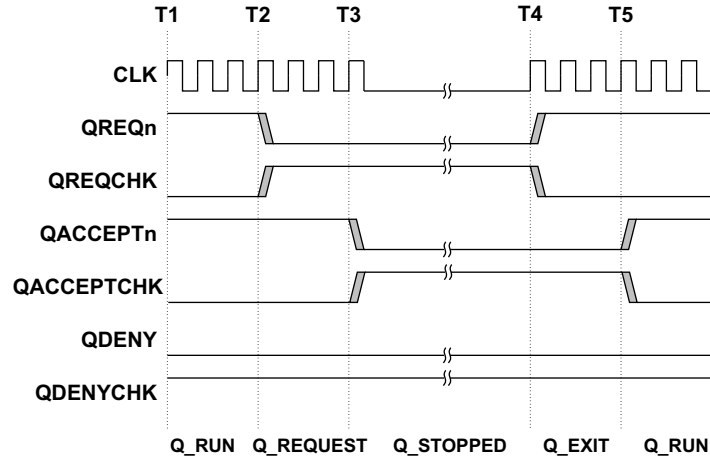 T1 T2 T3 T4 T5
CLK
QREQn
QREQCHK
QACCEPTn
QACCEPTCHK
QDENY
QDENYCHK
Q_RUN Q_REQUEST Q_STOPPED Q_EXIT Q_RUN